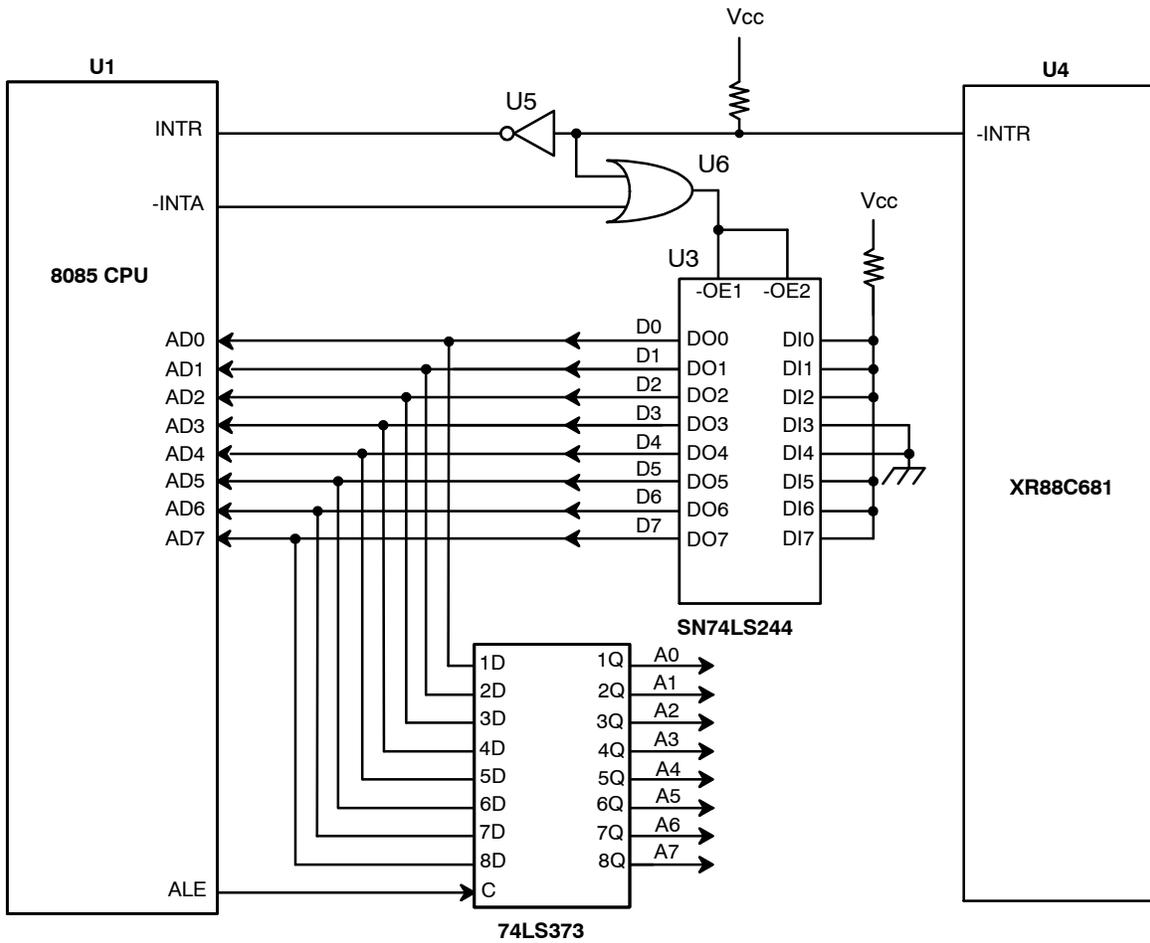 Vcc
U1
U4
U5
INTR
-INTR
U6
-INTA
Vcc
8085 CPU
U3
-OE1 -OE2
AD0 D0 DO0 DI0
AD1 D1 DO1 DI1
AD2 D2 DO2 DI2
AD3 D3 DO3 DI3
AD4 D4 DO4 DI4
AD5 D5 DO5 DI5
AD6 D6 DO6 DI6
AD7 D7 DO7 DI7
XR88C681
SN74LS244
1D 1Q A0
2D 2Q A1
3D 3Q A2
4D 4Q A3
5D 5Q A4
6D 6Q A5
7D 7Q A6
8D 8Q A7
ALE C
74LS373